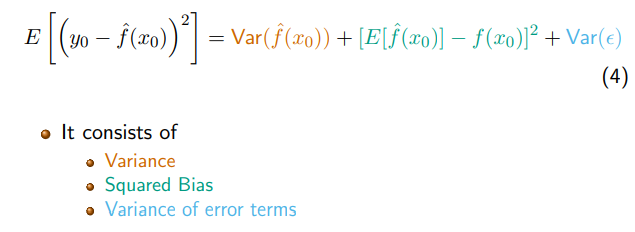 E[(y₀ − f̂(x₀))²] = Var(f̂(x₀)) + [E[f̂(x₀)] − f(x₀)]² + Var(ϵ)
(4)
It consists of
Variance
Squared Bias
Variance of error terms